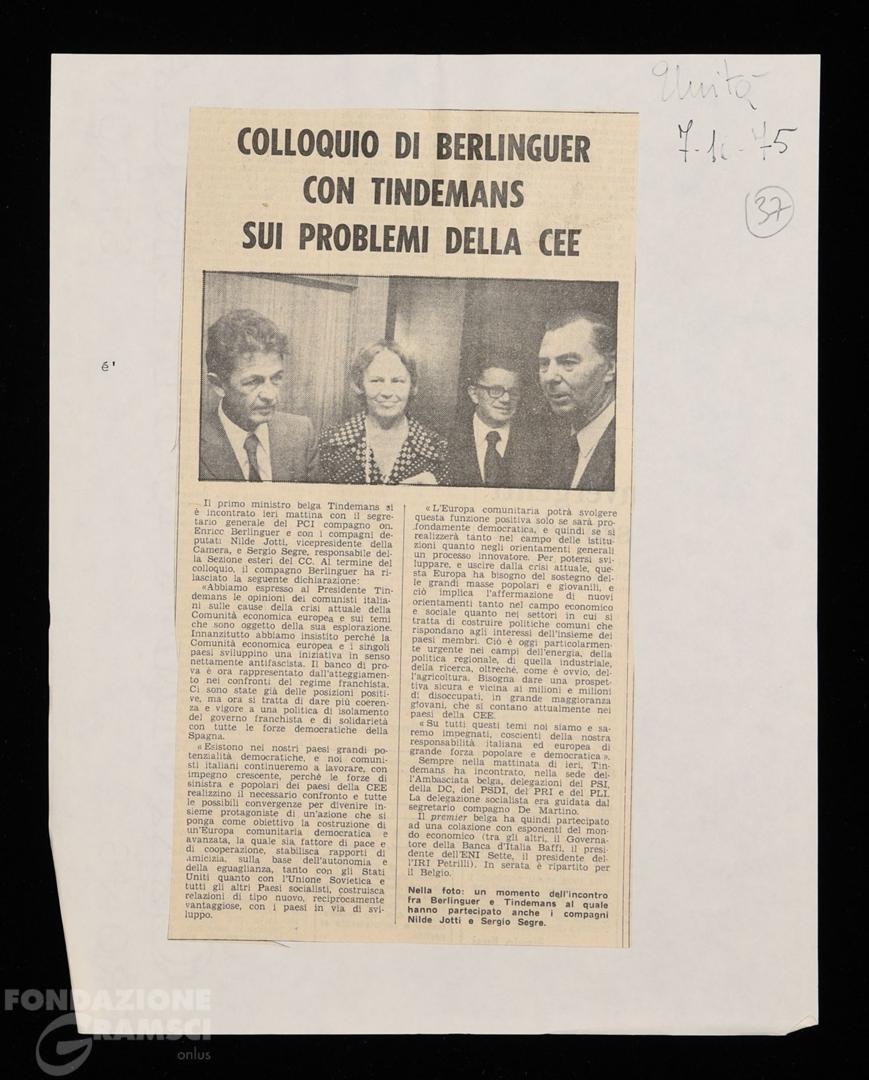 Unità
7-10-75
37
COLLOQUIO DI BERLINGUER
CON TINDEMANS
SUI PROBLEMI DELLA CEE
é'
Il primo ministro belga Tindemans si
è incontrato ieri mattina con il segre-
tario generale del PCI compagno on.
Enrico Berlinguer e con i compagni de-
putati Nilde Jotti, vicepresidente della
Camera, e Sergio Segre, responsabile del-
la Sezione esteri del CC. Al termine del
colloquio, il compagno Berlinguer ha ri-
lasciato la seguente dichiarazione:
«Abbiamo espresso al Presidente Tin-
demans le opinioni dei comunisti italia-
ni sulle cause della crisi attuale della
Comunità economica europea e sui temi
che sono oggetto della sua esplorazione.
Innanzitutto abbiamo insistito perché la
Comunità economica europea e i singoli
paesi sviluppino una iniziativa in senso
nettamente antifascista. Il banco di pro-
va è ora rappresentato dall'atteggiamen-
to nei confronti del regime franchista.
Ci sono state già delle posizioni positi-
ve, ma ora si tratta di dare più coeren-
za e vigore a una politica di isolamento
del governo franchista e di solidarietà
con tutte le forze democratiche della
Spagna.
«Esistono nei nostri paesi grandi po-
tenzialità democratiche, e noi comuni-
sti italiani continueremo a lavorare, con
impegno crescente, perché le forze di
sinistra e popolari dei paesi della CEE
realizzino il necessario confronto e tutte
le possibili convergenze per divenire in-
sieme protagoniste di un'azione che si
ponga come obiettivo la costruzione di
un'Europa comunitaria democratica e
avanzata, la quale sia fattore di pace e
di cooperazione, stabilisca rapporti di
amicizia, sulla base dell'autonomia e
della eguaglianza, tanto con gli Stati
Uniti quanto con l'Unione Sovietica e
tutti gli altri Paesi socialisti, costruisca
relazioni di tipo nuovo, reciprocamente
vantaggiose, con i paesi in via di svi-
luppo.
«L'Europa comunitaria potrà svolgere
questa funzione positiva solo se sarà pro-
fondamente democratica, e quindi se si
realizzerà tanto nel campo delle istitu-
zioni quanto negli orientamenti generali
un processo innovatore. Per potersi svi-
luppare, e uscire dalla crisi attuale, que-
sta Europa ha bisogno del sostegno del-
le grandi masse popolari e giovanili, e
ciò implica l'affermazione di nuovi
orientamenti tanto nel campo economico
e sociale quanto nei settori in cui si
tratta di costruire politiche comuni che
rispondano agli interessi dell'insieme dei
paesi membri. Ciò è oggi particolarmen-
te urgente nei campi dell'energia, della
politica regionale, di quella industriale,
della ricerca, oltreché, come è ovvio, del-
l'agricoltura. Bisogna dare una prospet-
tiva sicura e vicina ai milioni e milioni
di disoccupati, in grande maggioranza
giovani, che si contano attualmente nei
paesi della CEE.
«Su tutti questi temi noi siamo e sa-
remo impegnati, coscienti della nostra
responsabilità italiana ed europea di
grande forza popolare e democratica».
Sempre nella mattinata di ieri, Tin-
demans ha incontrato, nella sede del-
l'Ambasciata belga, delegazioni del PSI,
della DC, del PSDI, del PRI e del PLI.
La delegazione socialista era guidata dal
segretario compagno De Martino.
Il premier belga ha quindi partecipato
ad una colazione con esponenti del mon-
do economico (tra gli altri, il Governa-
tore della Banca d'Italia Baffi, il presi-
dente dell'ENI Sette, il presidente del-
l'IRI Petrilli). In serata è ripartito per
il Belgio.
Nella foto: un momento dell'incontro
fra Berlinguer e Tindemans al quale
hanno partecipato anche i compagni
Nilde Jotti e Sergio Segre.
FONDAZIONE
GRAMSCI
onlus